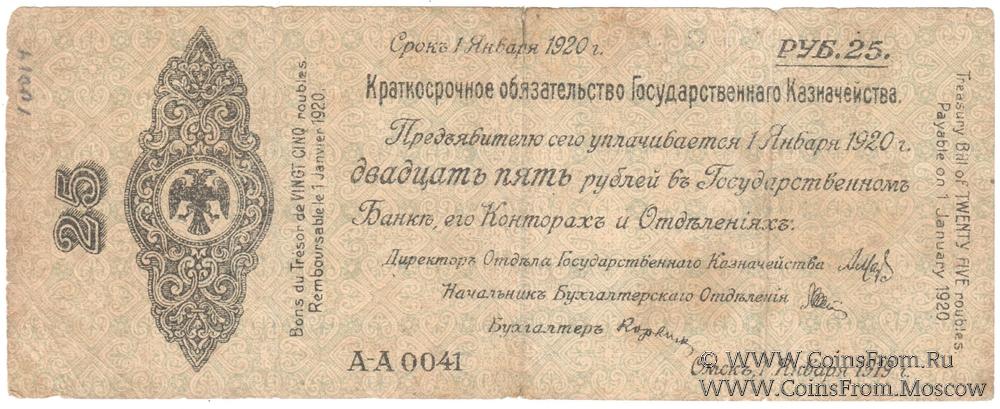 Срокъ 1 Января 1920 г.
РУБ. 25.
Краткосрочное обязательство Государственнаго Казначейства.
Предъявителю сего уплачивается 1 Января 1920 г.
двадцать пять рублей въ Государственномъ
Банкѣ, его Конторахъ и Отдѣленіяхъ.
Директоръ Отдѣла Государственнаго Казначейства
Начальникъ Бухгалтерскаго Отдѣленія
Бухгалтеръ
А-А 0041
Омскъ, 1 Января 1919 г.
25
Bons du Trésor de VINGT CINQ roubles
Remboursable le 1 Janvier 1920.
Treasury Bill of TWENTY FIVE roubles
Payable on 1 January 1920
© www.CoinsFrom.Ru
www.CoinsFrom.Moscow